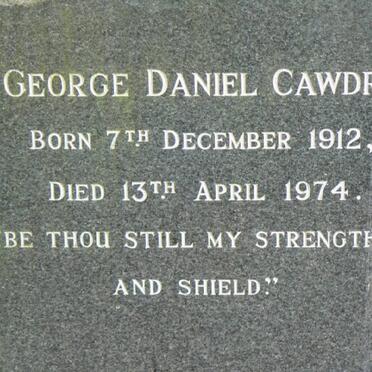 GEORGE DANIEL CAWDR
BORN 7TH DECEMBER 1912,
DIED 13TH APRIL 1974.
BE THOU STILL MY STRENGTH
AND SHIELD."